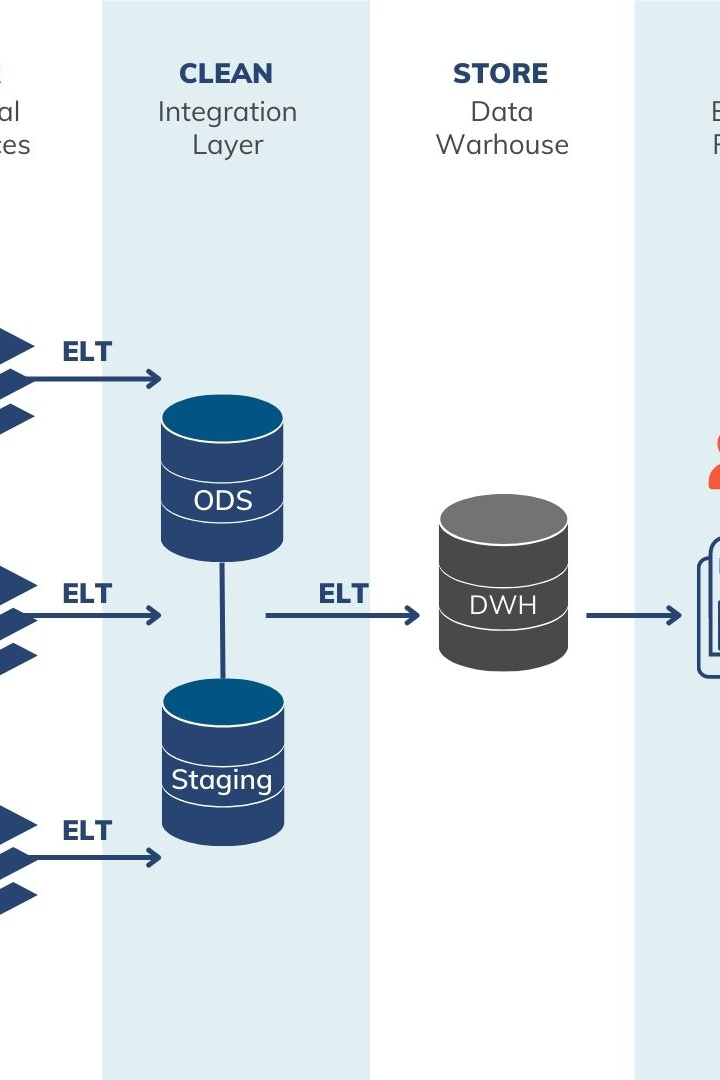 CLEAN
Integration
Layer
STORE
Data
Warhouse
ELT
ODS
ELT
ELT
DWH
Staging
ELT